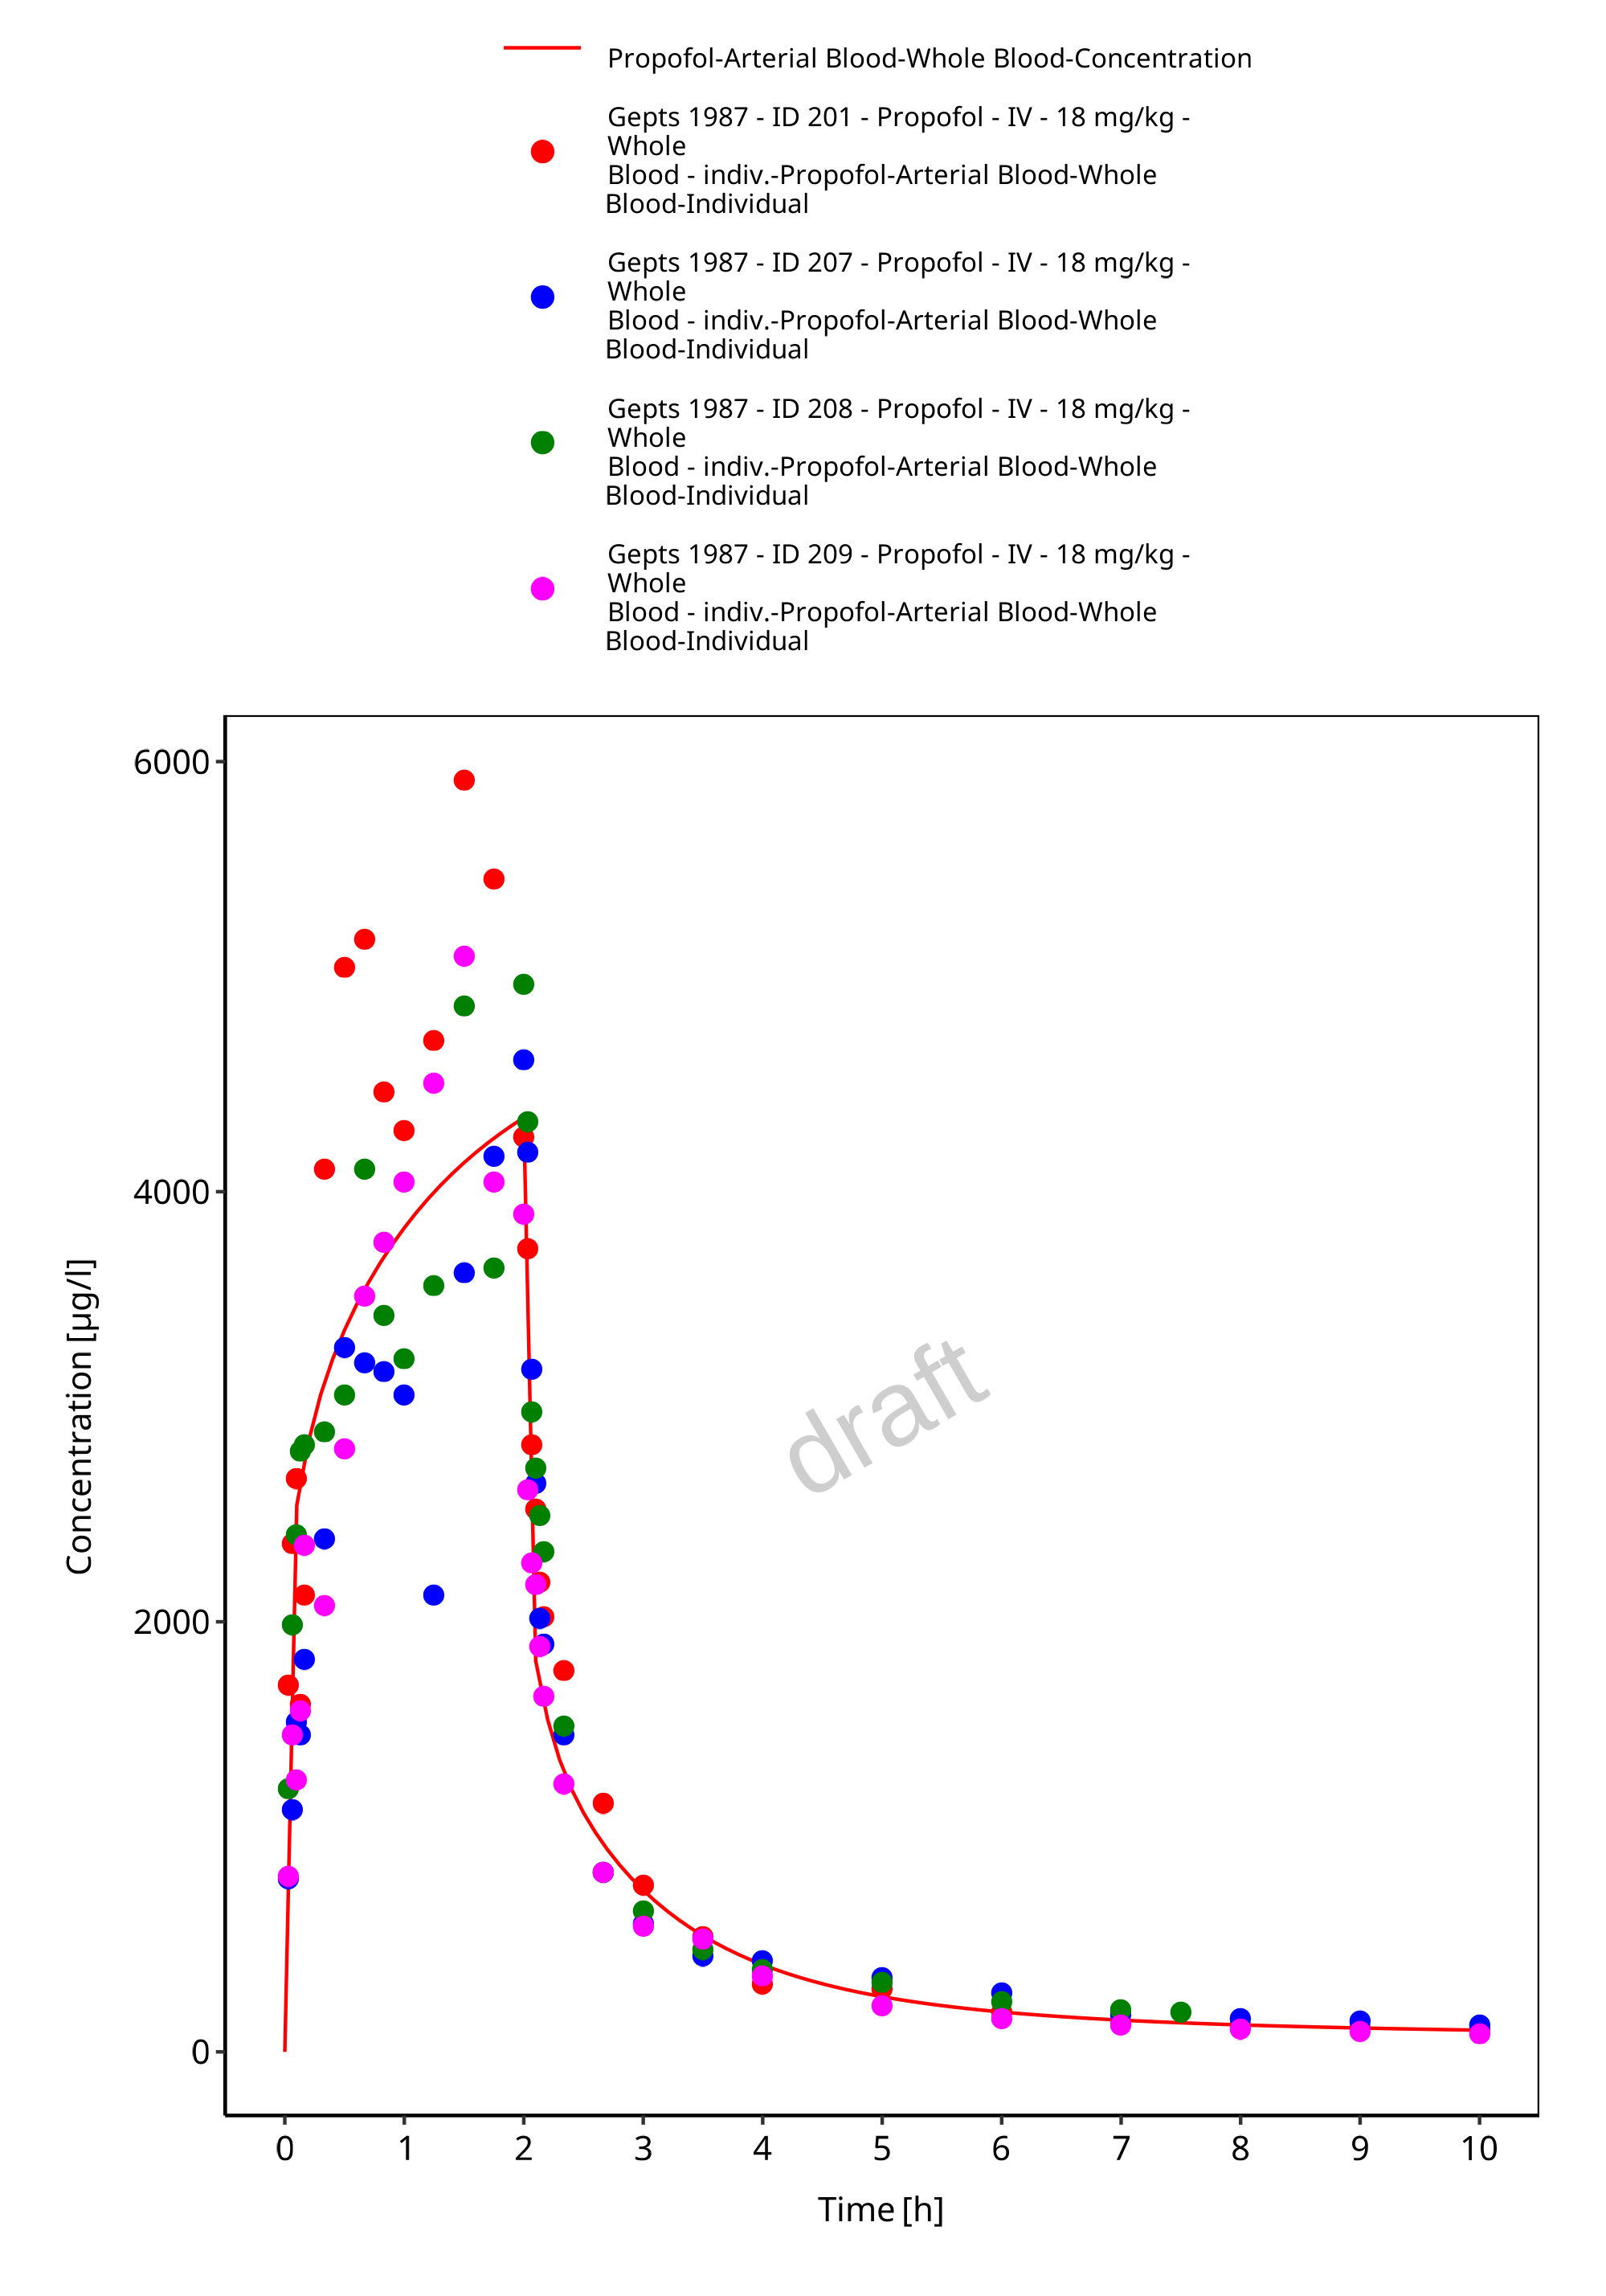 Propofol-Arterial Blood-Whole Blood-Concentration
Gepts 1987 - ID 201 - Propofol - IV - 18 mg/kg -
Whole
Blood - indiv.-Propofol-Arterial Blood-Whole
Blood-Individual
Gepts 1987 - ID 207 - Propofol - IV - 18 mg/kg -
Whole
Blood - indiv.-Propofol-Arterial Blood-Whole
Blood-Individual
Gepts 1987 - ID 208 - Propofol - IV - 18 mg/kg -
Whole
Blood - indiv.-Propofol-Arterial Blood-Whole
Blood-Individual
Gepts 1987 - ID 209 - Propofol - IV - 18 mg/kg -
Whole
Blood - indiv.-Propofol-Arterial Blood-Whole
Blood-Individual
6000
4000
2000
0
Concentration [µg/l]
draft
0 1 2 3 4 5 6 7 8 9 10
Time [h]